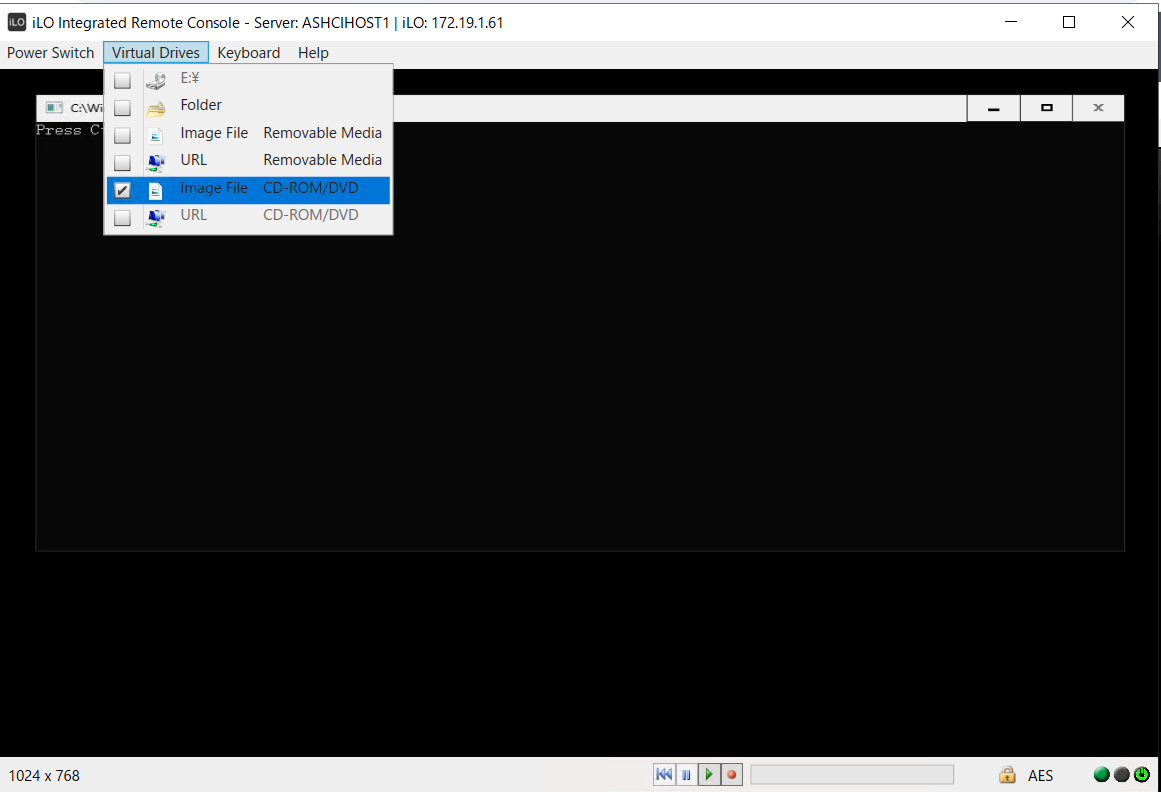 iLO iLO Integrated Remote Console - Server: ASHCIHOST1 | iLO: 172.19.1.61
Power Switch Virtual Drives Keyboard Help
E:¥
Folder
Image File Removable Media
URL Removable Media
Image File CD-ROM/DVD
URL CD-ROM/DVD
C:\Wi
Press C
1024 x 768
AES